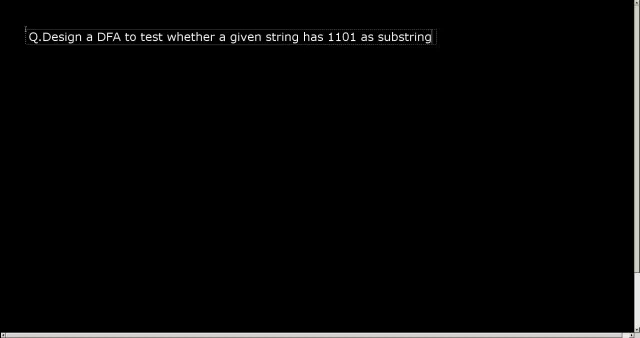 Q.Design a DFA to test whether a given string has 1101 as substring